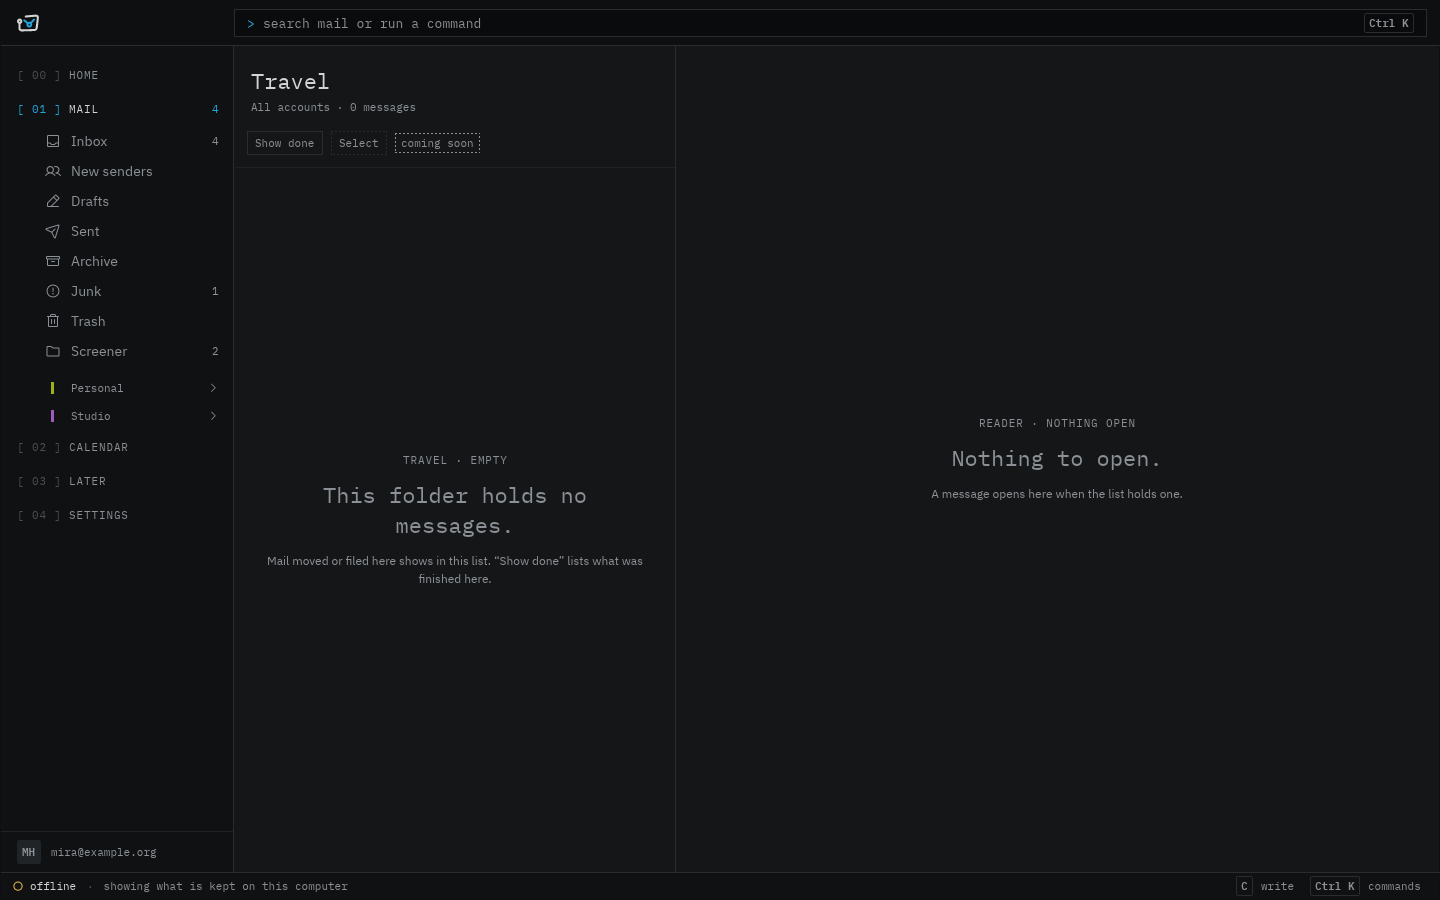 > search mail or run a command
Ctrl K
[ 00 ] HOME
[ 01 ] MAIL 4
Inbox 4
New senders
Drafts
Sent
Archive
Junk 1
Trash
Screener 2
Personal
Studio
[ 02 ] CALENDAR
[ 03 ] LATER
[ 04 ] SETTINGS
MH mira@example.org
Travel
All accounts · 0 messages
Show done
Select
coming soon
TRAVEL · EMPTY
This folder holds no
messages.
Mail moved or filed here shows in this list. “Show done” lists what was
finished here.
READER · NOTHING OPEN
Nothing to open.
A message opens here when the list holds one.
offline · showing what is kept on this computer
C write
Ctrl K commands